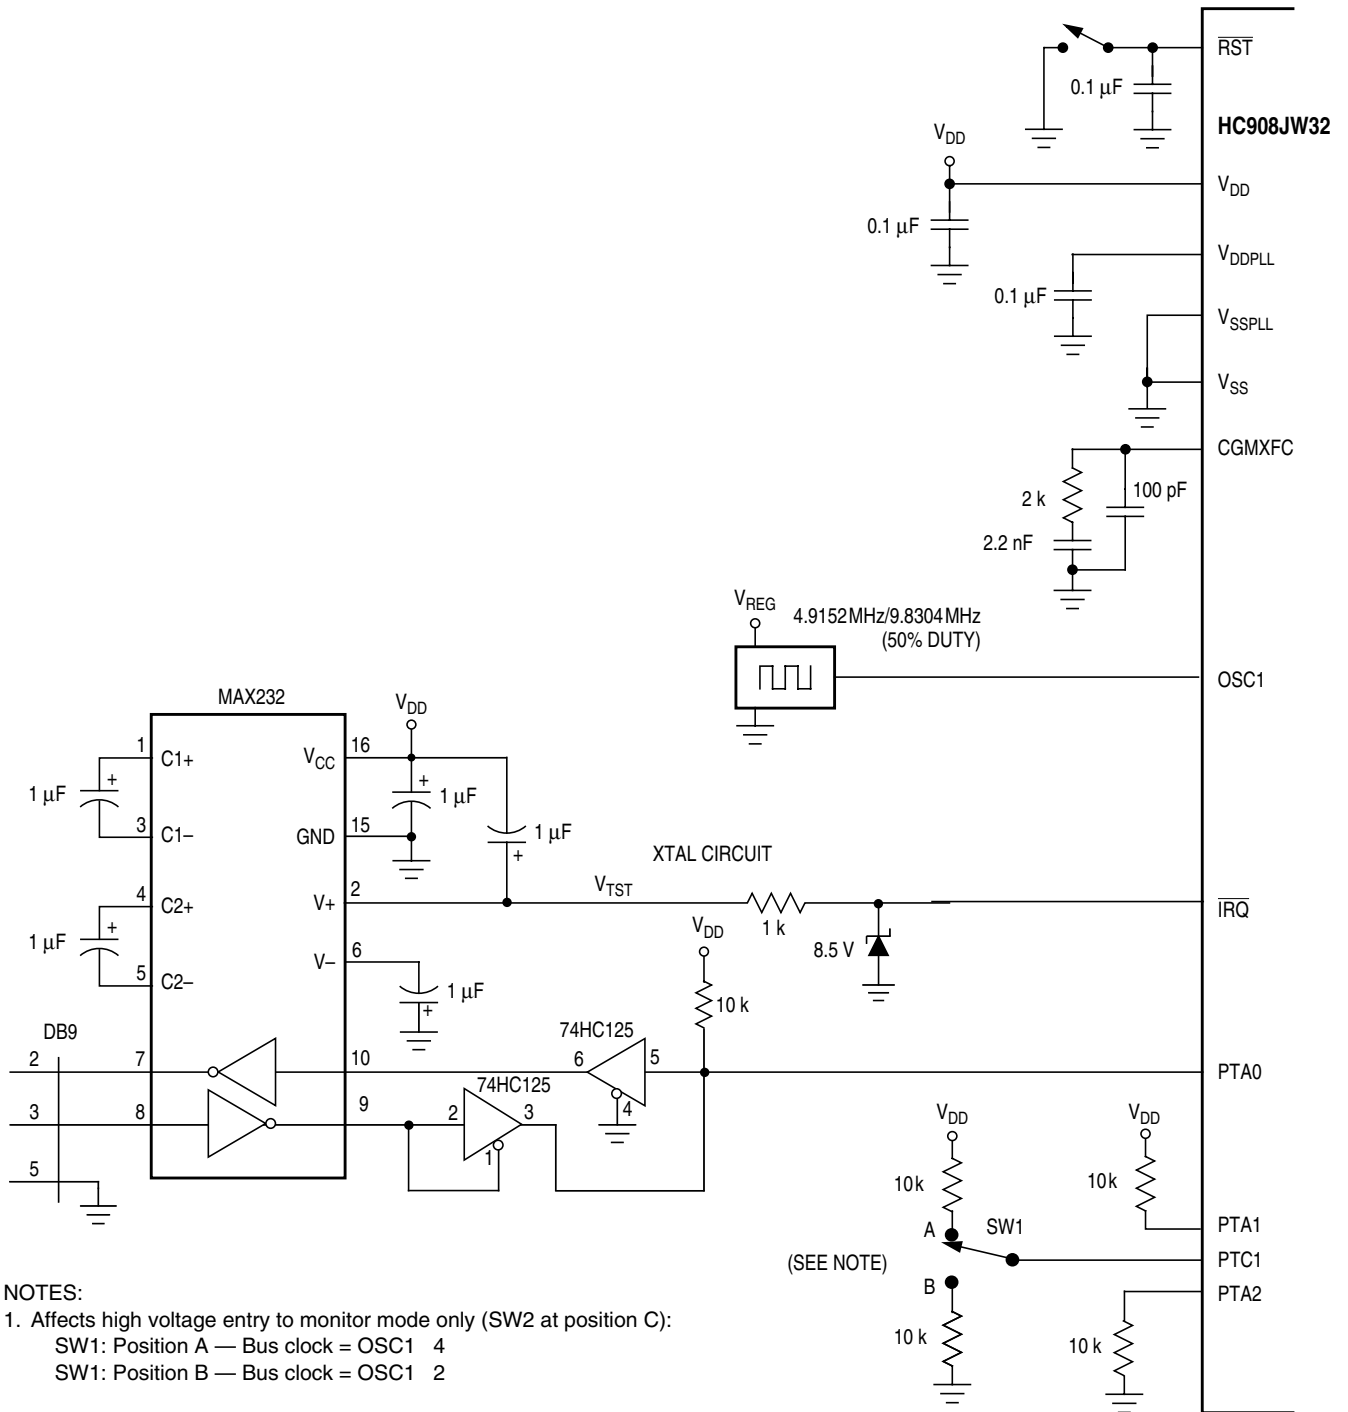 RST
0.1 µF
HC908JW32
VDD
VDD
0.1 µF
VDDPLL
0.1 µF
VSSPLL
VSS
CGMXFC
2 k
100 pF
2.2 nF
VREG
4.9152MHz/9.8304MHz
(50% DUTY)
OSC1
MAX232
VDD
1
C1+
VCC
16
1 µF
+
+
1 µF
3
C1–
GND
15
1 µF
+
XTAL CIRCUIT
4
C2+
V+
2
VTST
1 k
IRQ
1 µF
+
VDD
8.5 V
5
C2–
V–
6
1 µF
+
10 k
DB9
74HC125
2
7
10
6
5
PTA0
74HC125
4
3
8
9
2
3
1
5
VDD
VDD
10k
10k
A
SW1
PTA1
(SEE NOTE)
PTC1
B
PTA2
10 k
10 k
NOTES:
1. Affects high voltage entry to monitor mode only (SW2 at position C):
SW1: Position A — Bus clock = OSC1 4
SW1: Position B — Bus clock = OSC1 2